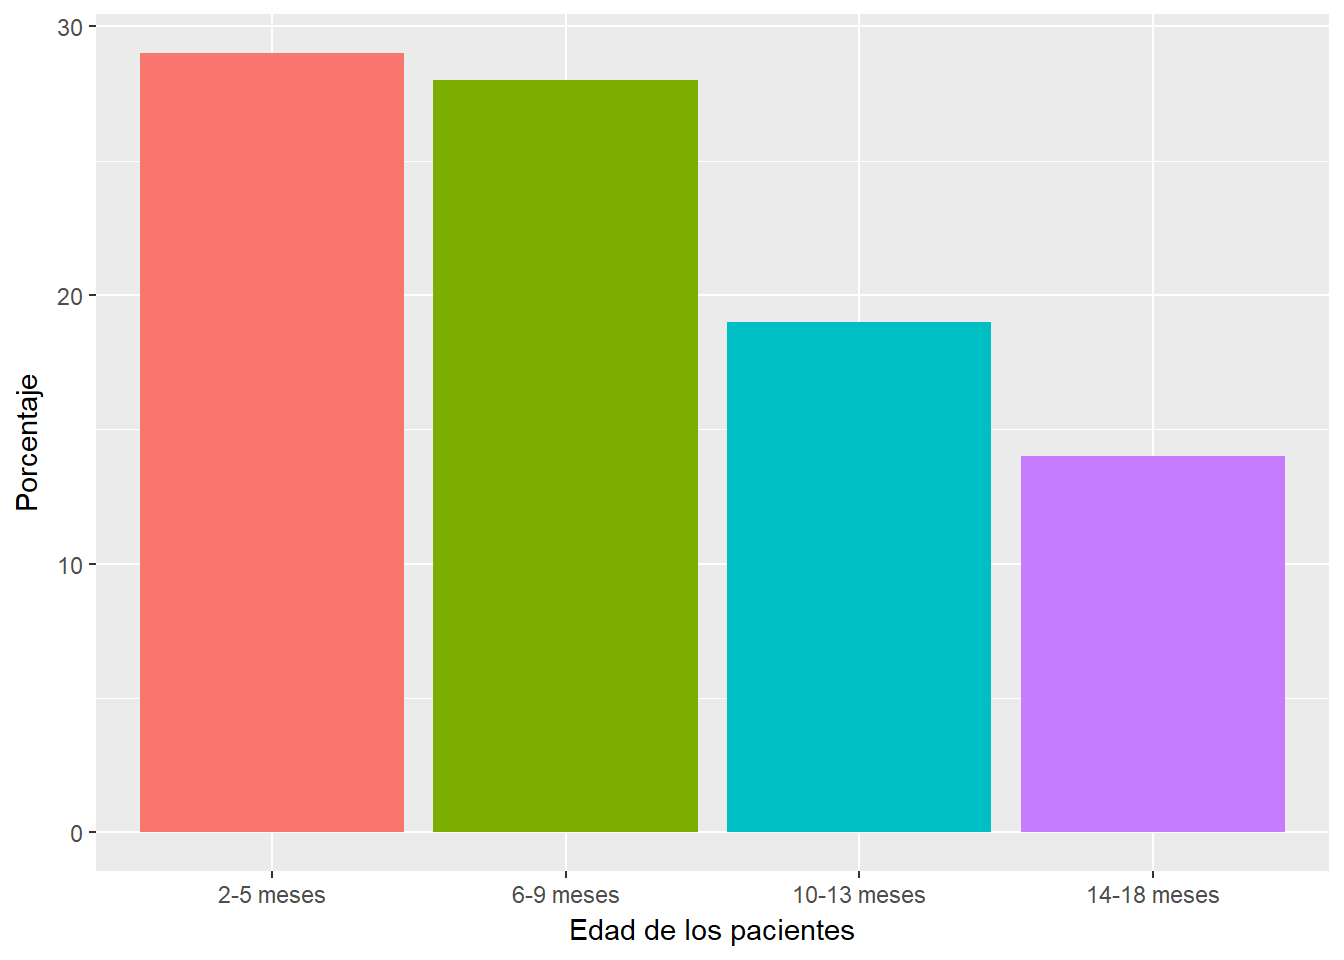 30
20
10
0
Porcentaje
2-5 meses
6-9 meses
10-13 meses
14-18 meses
Edad de los pacientes